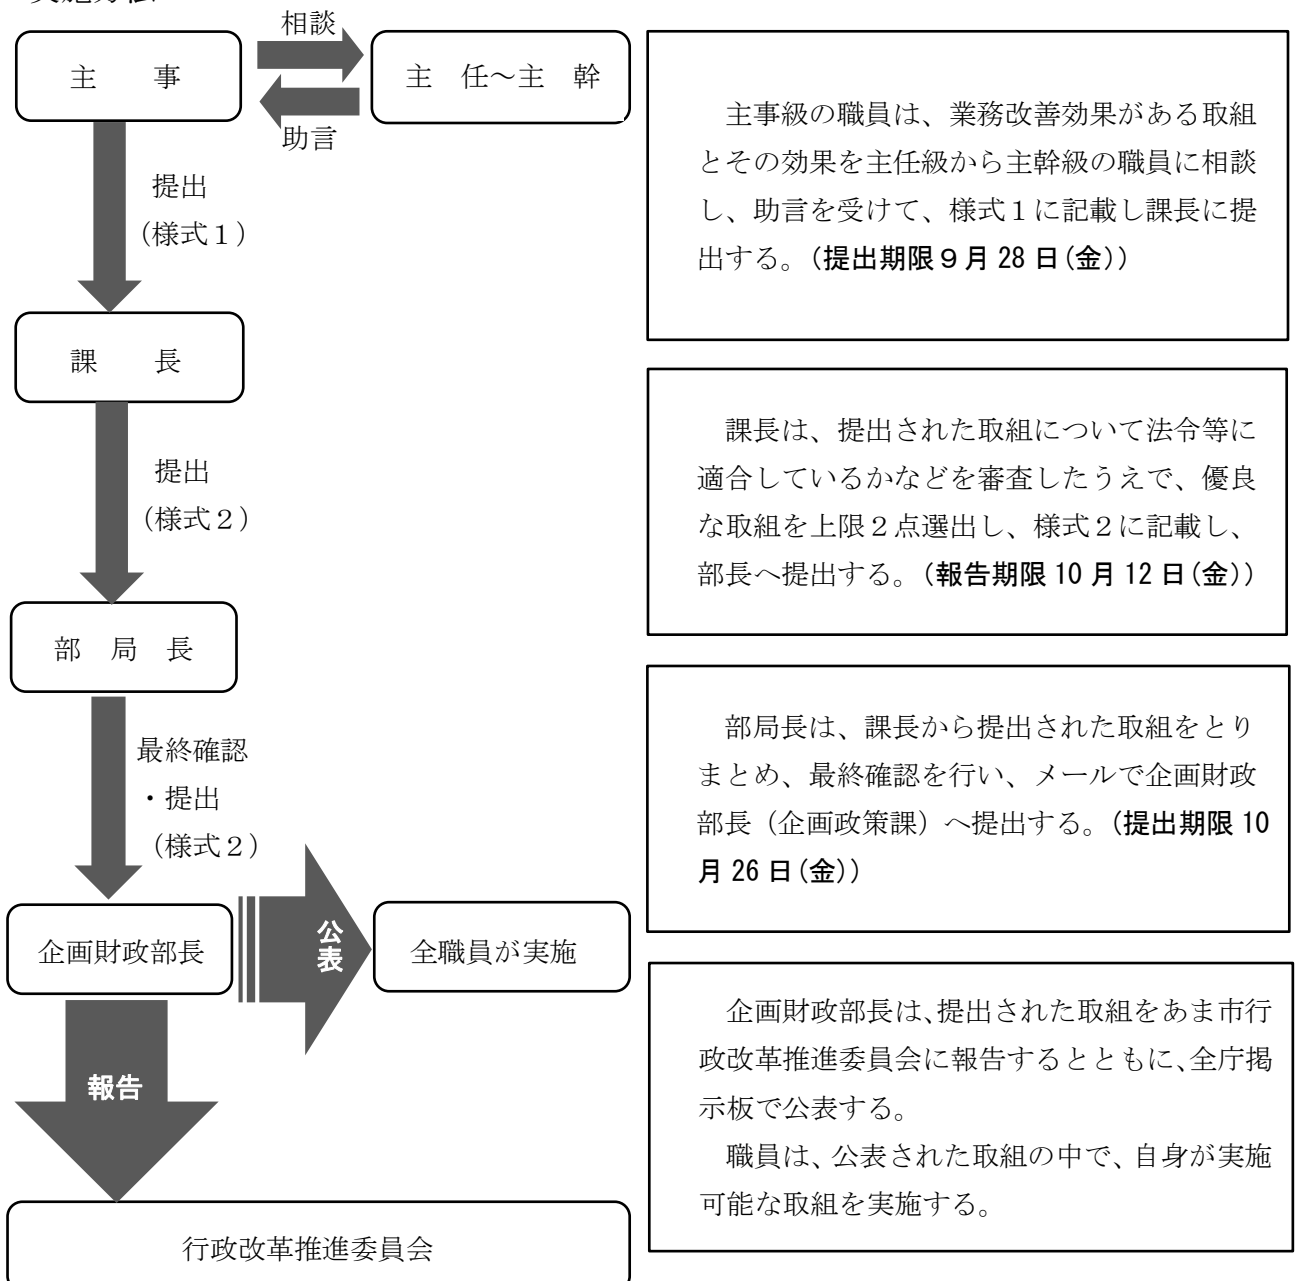 相談
主　事
主　任～主　幹
助言
提出
（様式１）
主事級の職員は、業務改善効果がある取組
とその効果を主任級から主幹級の職員に相談
し、助言を受けて、様式１に記載し課長に提
出する。（提出期限９月 28 日（金））
課　長
提出
（様式２）
課長は、提出された取組について法令等に
適合しているかなどを審査したうえで、優良
な取組を上限２点選出し、様式２に記載し、
部長へ提出する。（報告期限 10 月 12 日（金））
部　局　長
最終確認
・提出
（様式２）
部局長は、課長から提出された取組をとり
まとめ、最終確認を行い、メールで企画財政
部長（企画政策課）へ提出する。（提出期限 10
月 26 日（金））
企画財政部長
公表
全職員が実施
報告
企画財政部長は、提出された取組をあま市行
政改革推進委員会に報告するとともに、全庁掲
示板で公表する。
職員は、公表された取組の中で、自身が実施
可能な取組を実施する。
行政改革推進委員会